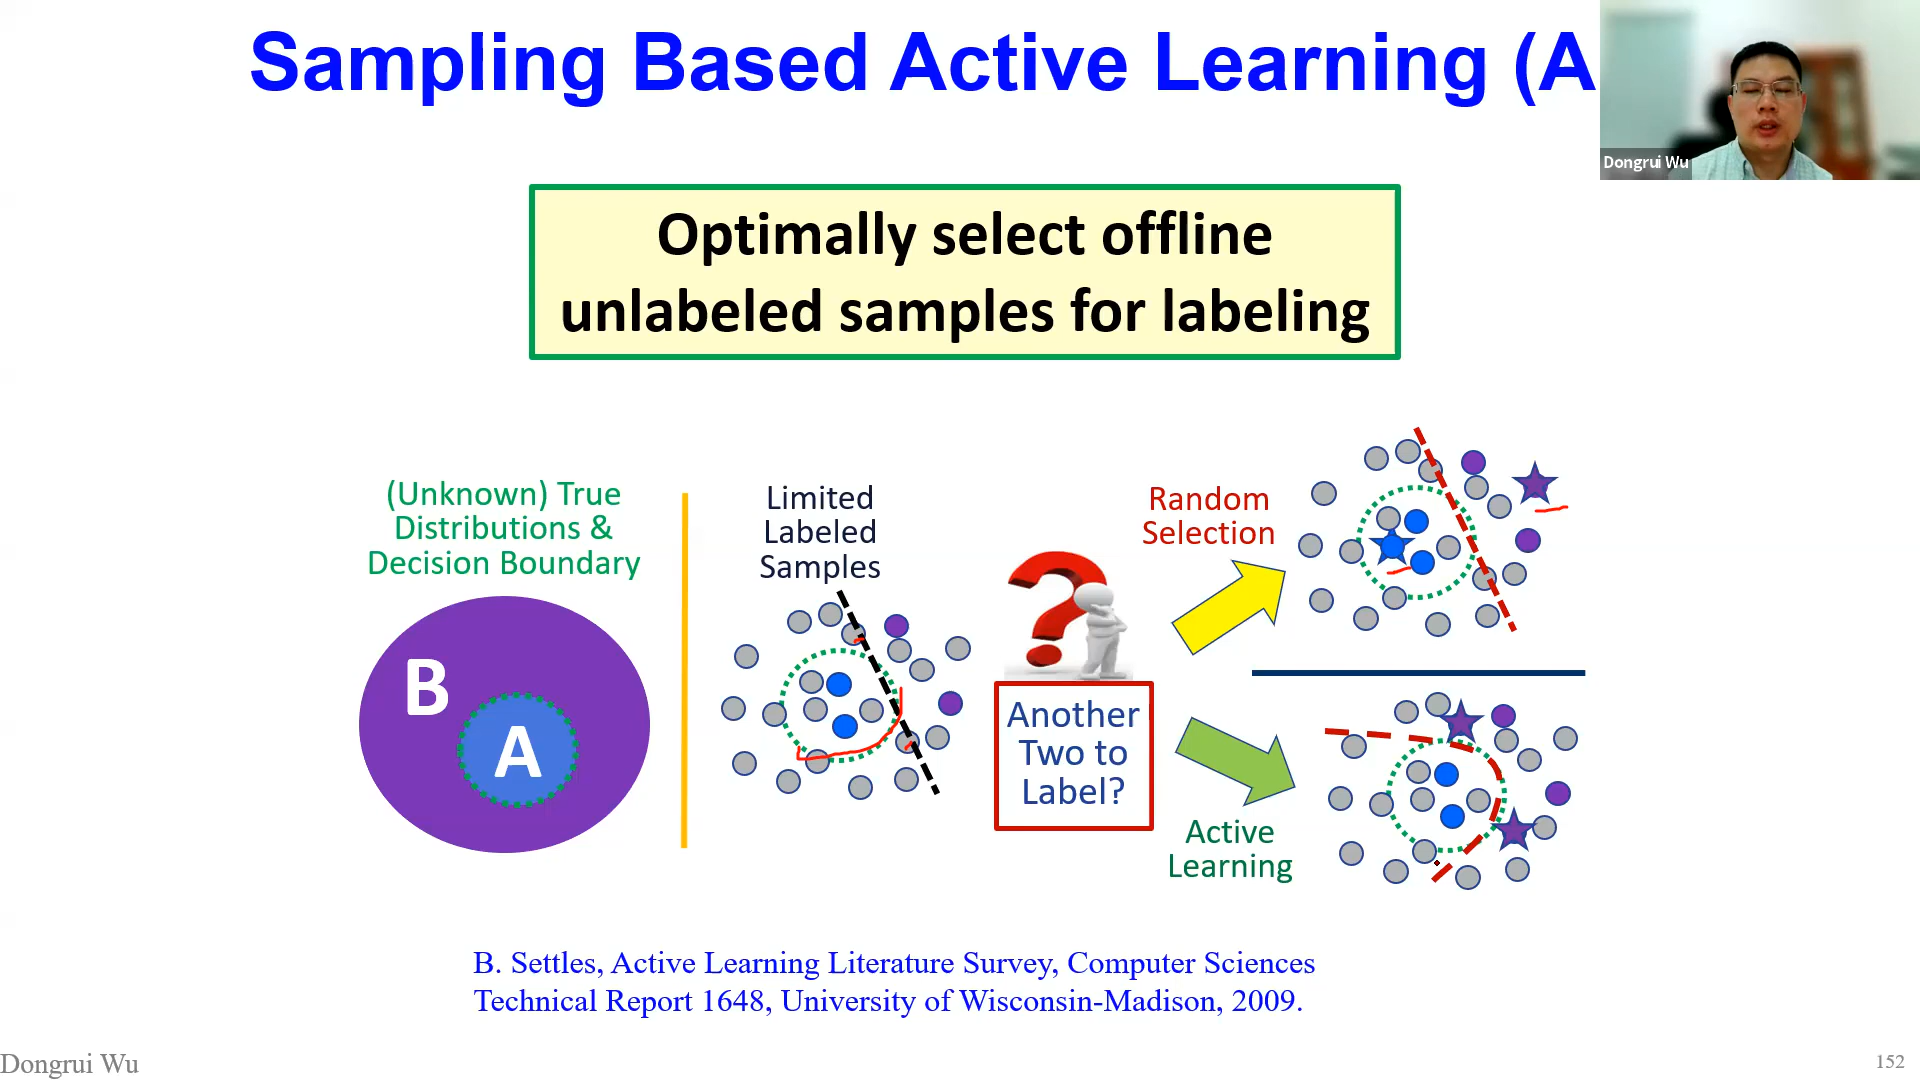 Sampling Based Active Learning (A
Dongrui Wu
Optimally select offline
unlabeled samples for labeling
(Unknown) True
Distributions &
Decision Boundary
B
A
Limited
Labeled
Samples
?
Another
Two to
Label?
Random
Selection
Active
Learning
B. Settles, Active Learning Literature Survey, Computer Sciences
Technical Report 1648, University of Wisconsin-Madison, 2009.
Dongrui Wu
152